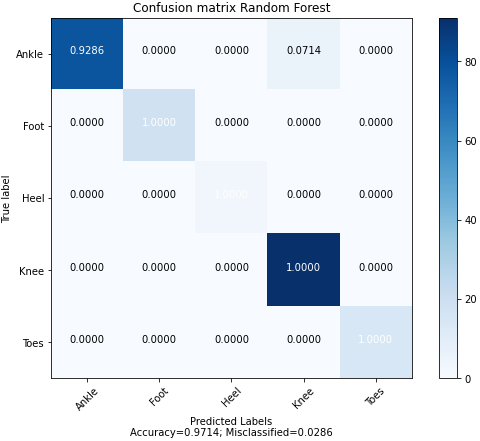 Confusion matrix Random Forest
Ankle 0.9286 0.0000 0.0000 0.0714 0.0000
Foot 0.0000 1.0000 0.0000 0.0000 0.0000
Heel 0.0000 0.0000 1.0000 0.0000 0.0000
Knee 0.0000 0.0000 0.0000 1.0000 0.0000
Toes 0.0000 0.0000 0.0000 0.0000 1.0000
Ankle Foot Heel Knee Toes
True label
Predicted Labels
Accuracy=0.9714; Misclassified=0.0286
80
60
40
20
0